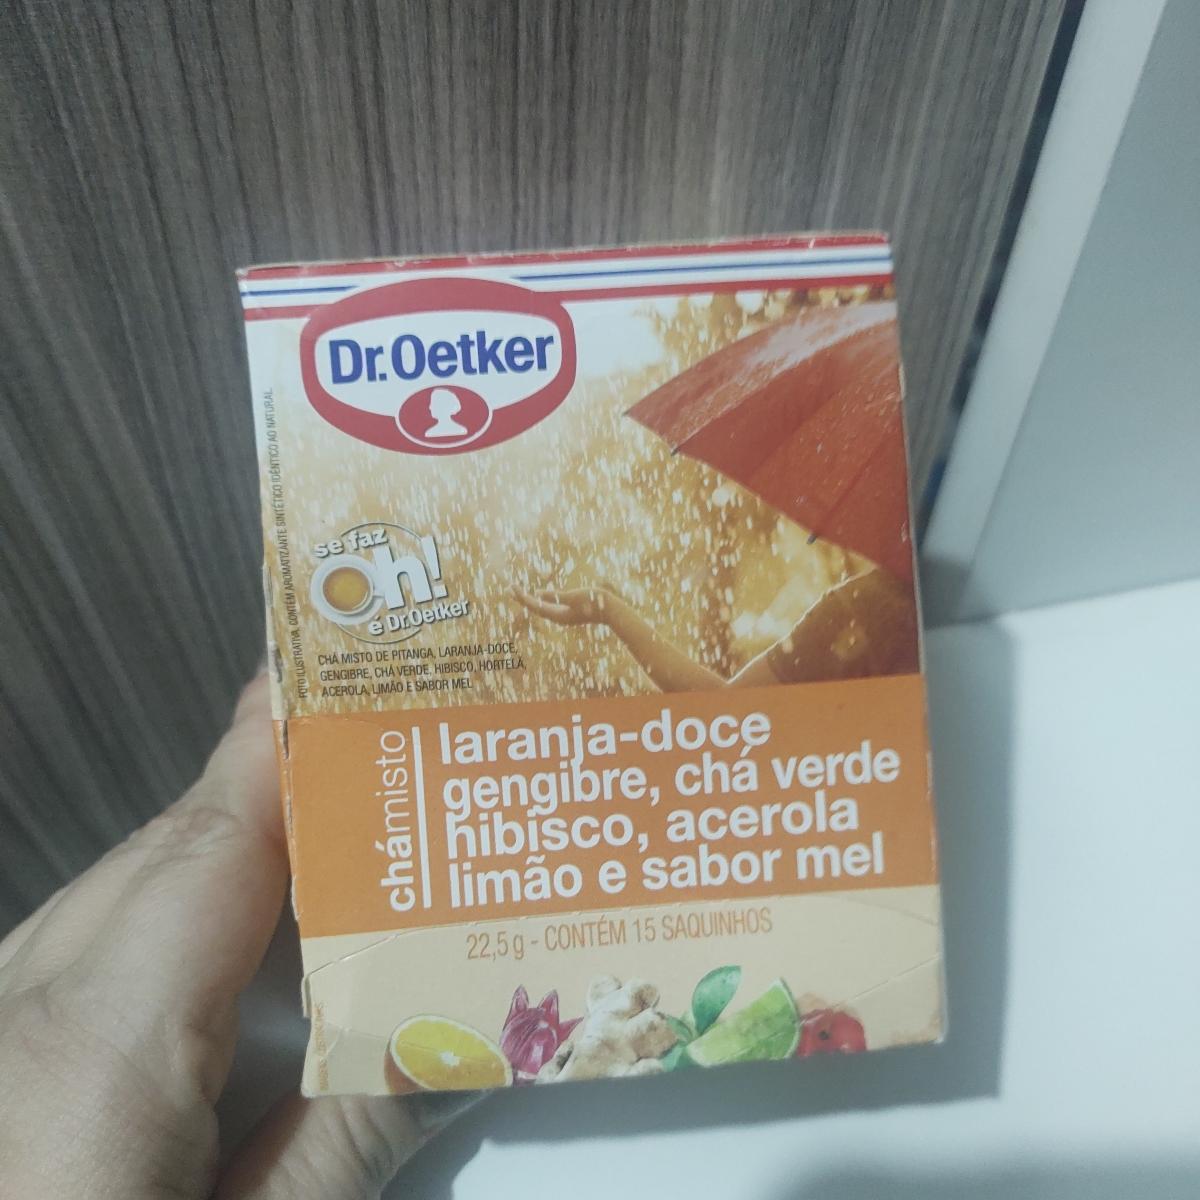 Dr.Oetker
se faz
Oh!
é Dr.Oetker
CHÁ MISTO DE PITANGA, LARANJA-DOCE,
GENGIBRE, CHÁ VERDE, HIBISCO, HORTELÃ,
ACEROLA, LIMÃO E SABOR MEL
FOTO ILUSTRATIVA, CONTÉM AROMATIZANTE SINTÉTICO IDÊNTICO AO NATURAL
chámisto
laranja-doce
gengibre, chá verde
hibisco, acerola
limão e sabor mel
22,5 g - CONTÉM 15 SAQUINHOS